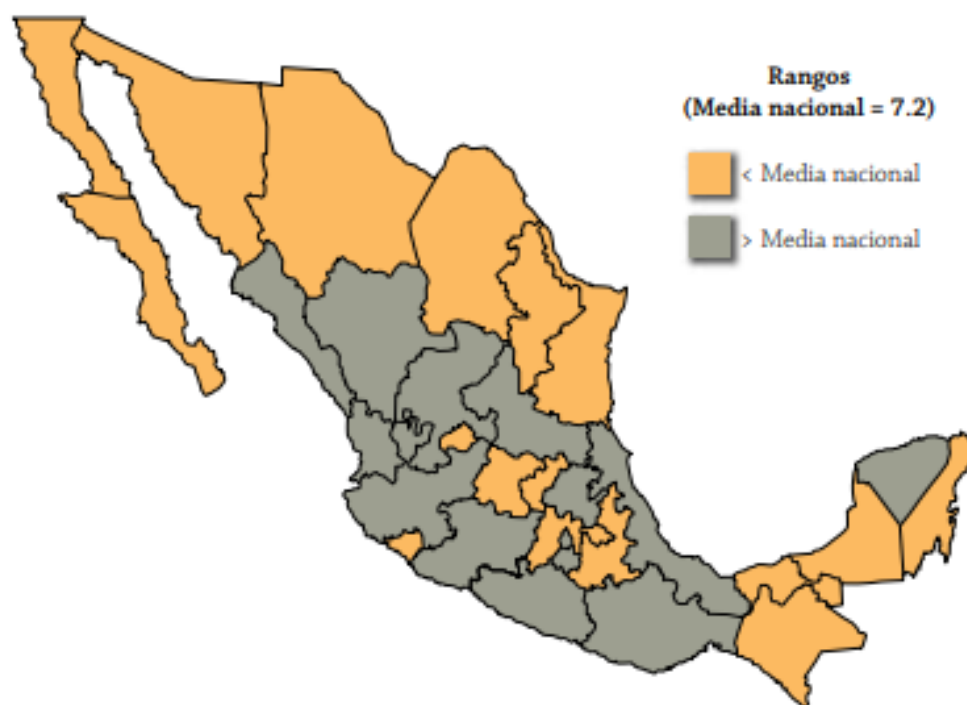 Rangos
(Media nacional = 7.2)
< Media nacional
> Media nacional